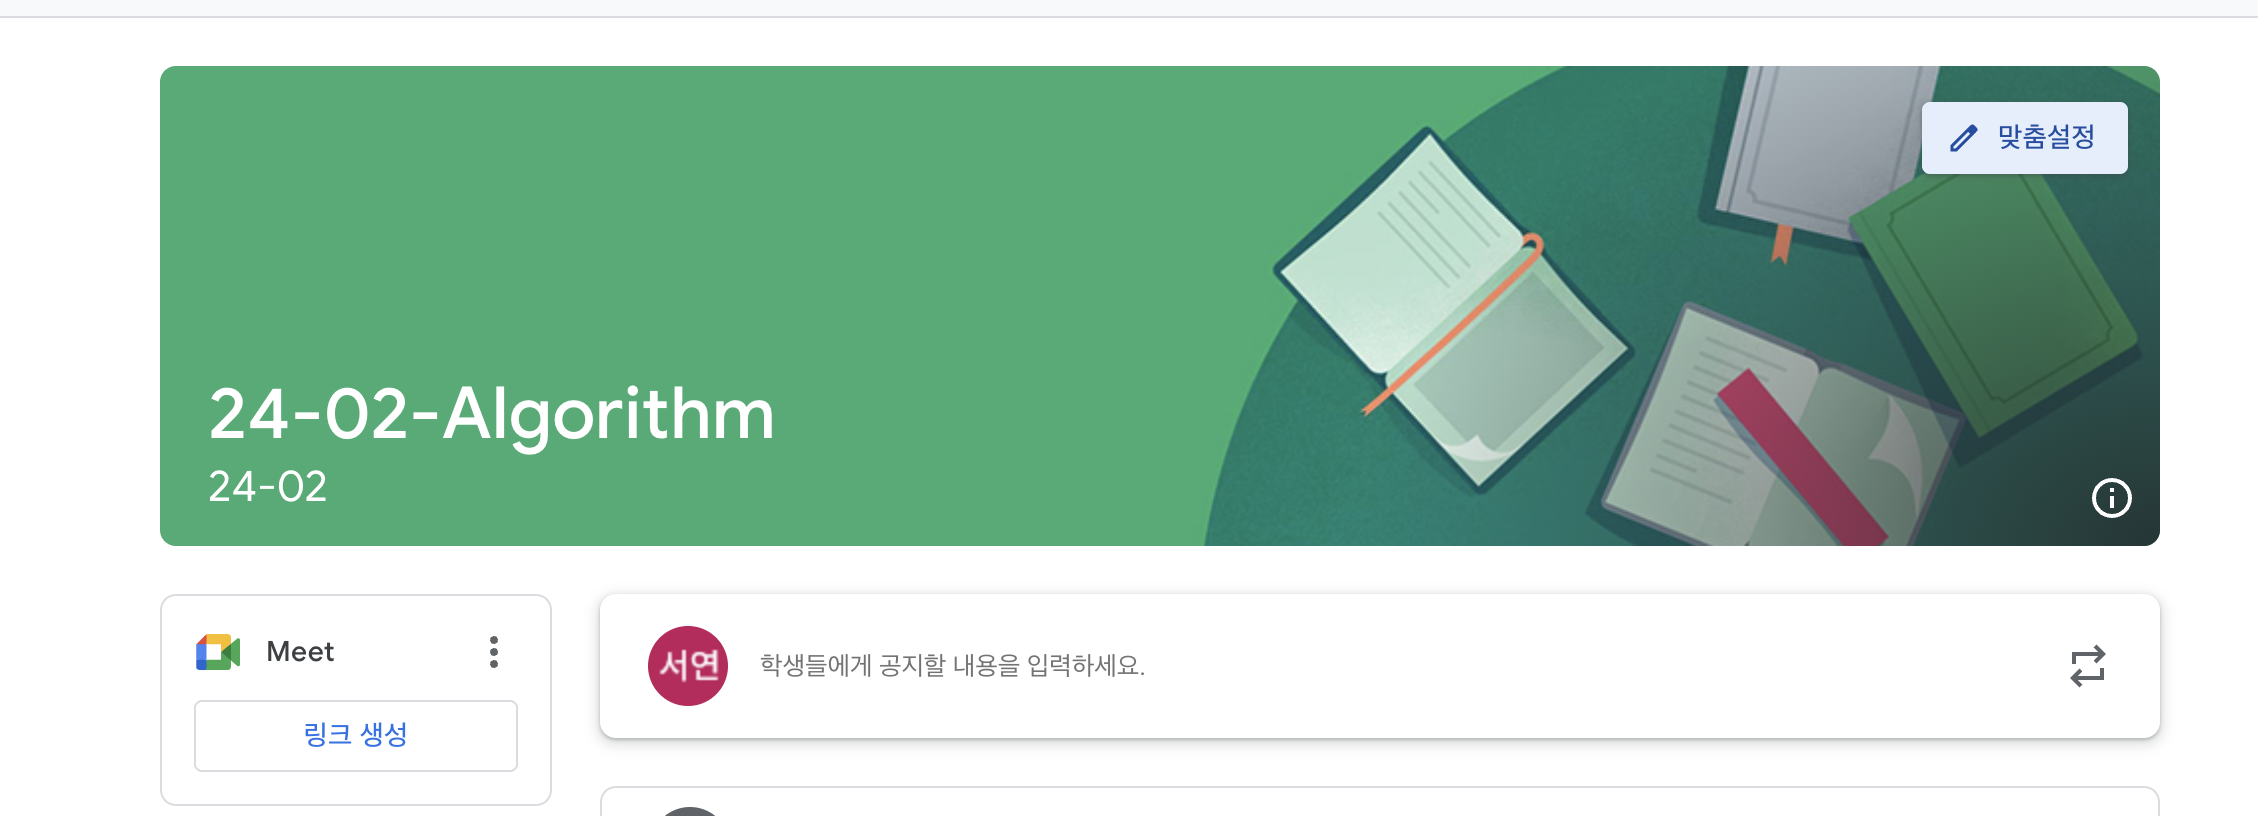 맞춤설정
24-02-Algorithm
24-02
Meet
링크 생성
서연
학생들에게 공지할 내용을 입력하세요.